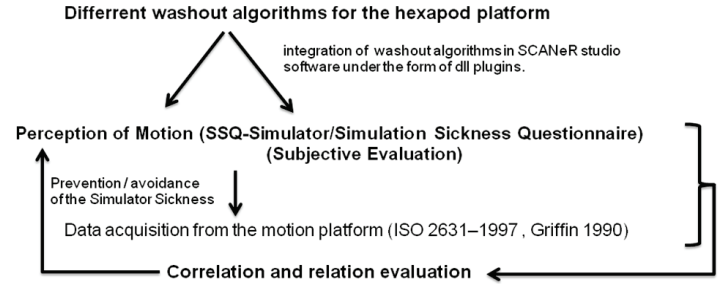 Differrent washout algorithms for the hexapod platform
integration of washout algorithms in SCANeR studio
software under the form of dll plugins.
Perception of Motion (SSQ-Simulator/Simulation Sickness Questionnaire)
(Subjective Evaluation)
Prevention / avoidance
of the Simulator Sickness
Data acquisition from the motion platform (ISO 2631–1997 , Griffin 1990)
Correlation and relation evaluation